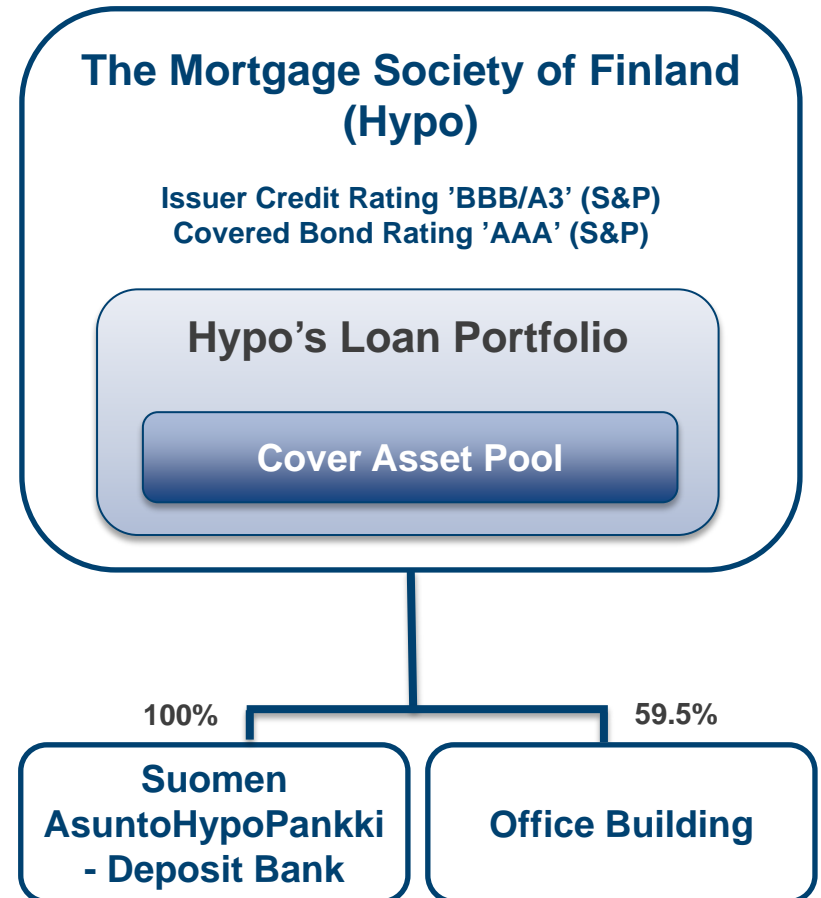 The Mortgage Society of Finland
(Hypo)
Issuer Credit Rating ’BBB/A3’ (S&P)
Covered Bond Rating ’AAA’ (S&P)
Hypo’s Loan Portfolio
Cover Asset Pool
100%
59.5%
Suomen
AsuntoHypoPankki
- Deposit Bank
Office Building